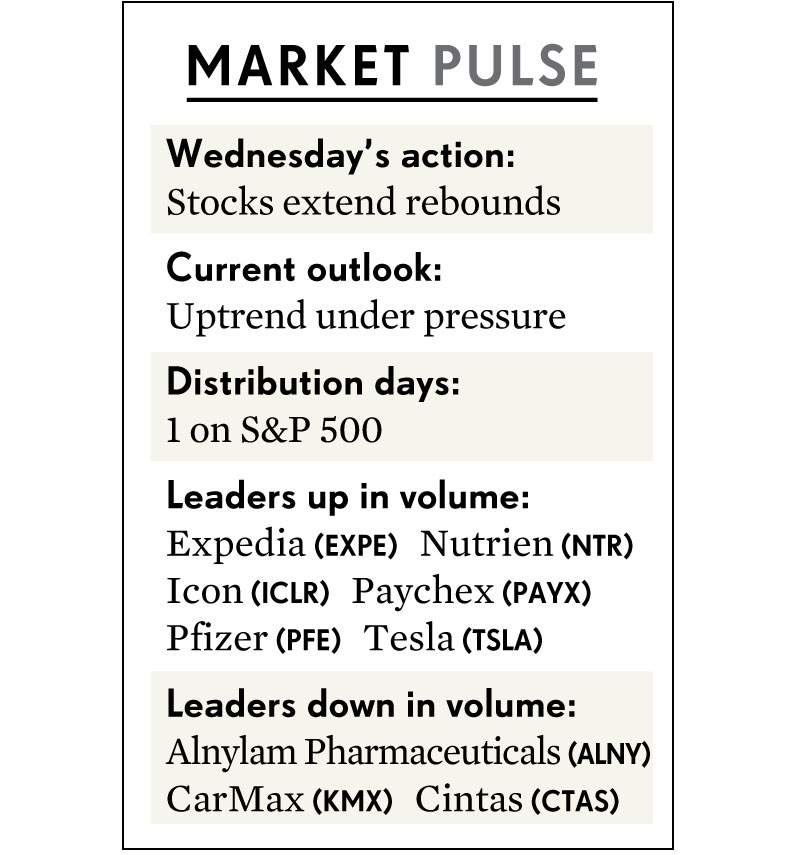 MARKET PULSE
Wednesday’s action:
Stocks extend rebounds
Current outlook:
Uptrend under pressure
Distribution days:
1 on S&P 500
Leaders up in volume:
Expedia (EXPE) Nutrien (NTR)
Icon (ICLR) Paychex (PAYX)
Pfizer (PFE) Tesla (TSLA)
Leaders down in volume:
Alnylam Pharmaceuticals (ALNY)
CarMax (KMX) Cintas (CTAS)